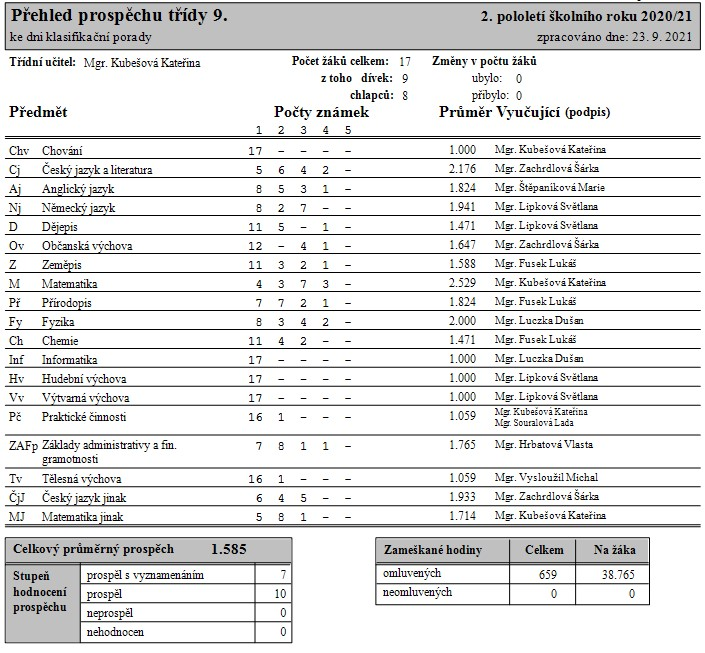 Přehled prospěchu třídy 9. 2. pololetí školního roku 2020/21
ke dni klasifikační porady zpracováno dne: 23. 9. 2021
Třídní učitel: Mgr. Kubešová Kateřina Počet žáků celkem: 17 Změny v počtu žáků
z toho dívek: 9 ubylo: 0
chlapců: 8 přibylo: 0
Předmět Počty známek Průměr Vyučující (podpis)
1 2 3 4 5
Chv Chování 17 – – – – 1.000 Mgr. Kubešová Kateřina
Cj Český jazyk a literatura 5 6 4 2 – 2.176 Mgr. Zachrdlová Šárka
Aj Anglický jazyk 8 5 3 1 – 1.824 Mgr. Štěpaníková Marie
Nj Německý jazyk 8 2 7 – – 1.941 Mgr. Lipková Světlana
D Dějepis 11 5 – 1 – 1.471 Mgr. Lipková Světlana
Ov Občanská výchova 12 – 4 1 – 1.647 Mgr. Zachrdlová Šárka
Z Zeměpis 11 3 2 1 – 1.588 Mgr. Fusek Lukáš
M Matematika 4 3 7 3 – 2.529 Mgr. Kubešová Kateřina
Př Přírodopis 7 7 2 1 – 1.824 Mgr. Fusek Lukáš
Fy Fyzika 8 3 4 2 – 2.000 Mgr. Luczka Dušan
Ch Chemie 11 4 2 – – 1.471 Mgr. Fusek Lukáš
Inf Informatika 17 – – – – 1.000 Mgr. Luczka Dušan
Hv Hudební výchova 17 – – – – 1.000 Mgr. Lipková Světlana
Vv Výtvarná výchova 17 – – – – 1.000 Mgr. Lipková Světlana
Pč Praktické činnosti 16 1 – – – 1.059 Mgr. Kubešová Kateřina
Mgr. Souralová Lada
ZAFp Základy administrativy a fin. 7 8 1 1 – 1.765 Mgr. Hrbatová Vlasta
gramotnosti
Tv Tělesná výchova 16 1 – – – 1.059 Mgr. Vysloužil Michal
ČjJ Český jazyk jinak 6 4 5 – – 1.933 Mgr. Zachrdlová Šárka
MJ Matematika jinak 5 8 1 – – 1.714 Mgr. Kubešová Kateřina
Celkový průměrný prospěch 1.585
Stupeň hodnocení prospěchu
prospěl s vyznamenáním 7
prospěl 10
neprospěl 0
nehodnocen 0
Zameškané hodiny Celkem Na žáka
omluvených 659 38.765
neomluvených 0 0